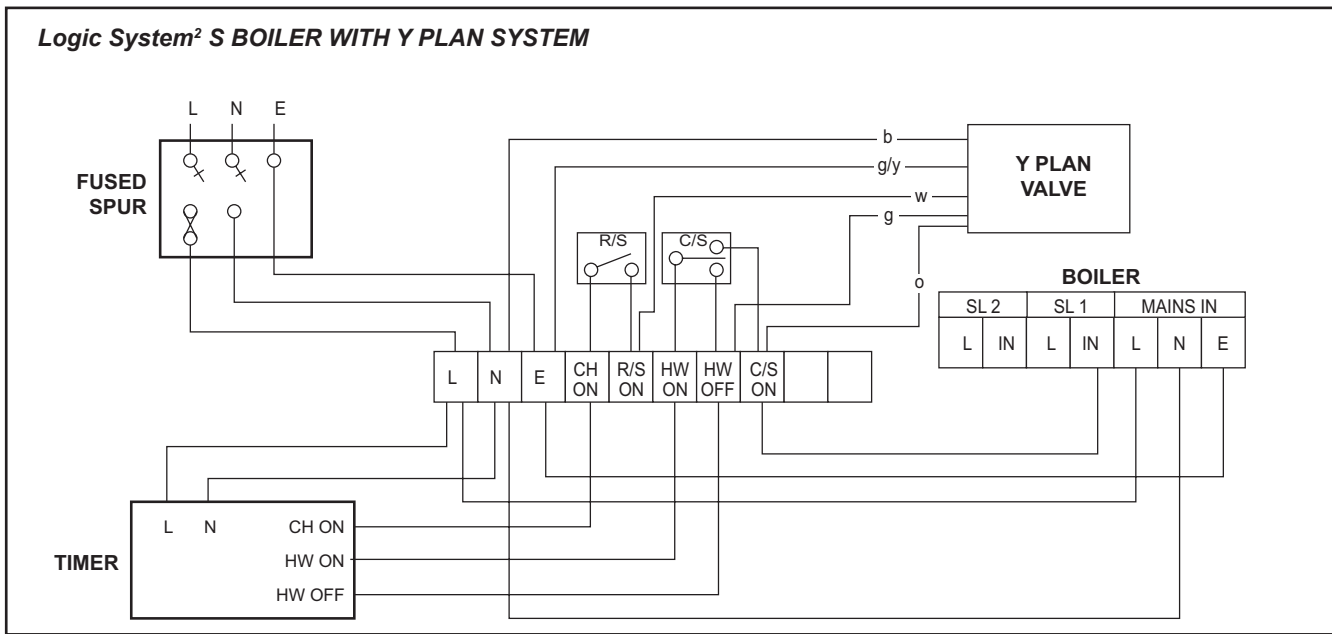 Logic System² S BOILER WITH Y PLAN SYSTEM
L N E
FUSED
SPUR
b
g/y
w
g
o
Y PLAN
VALVE
R/S
C/S
BOILER
SL 2 SL 1 MAINS IN
L IN L IN L N E
L N E CH ON R/S ON HW ON HW OFF C/S ON
TIMER
L N CH ON
HW ON
HW OFF